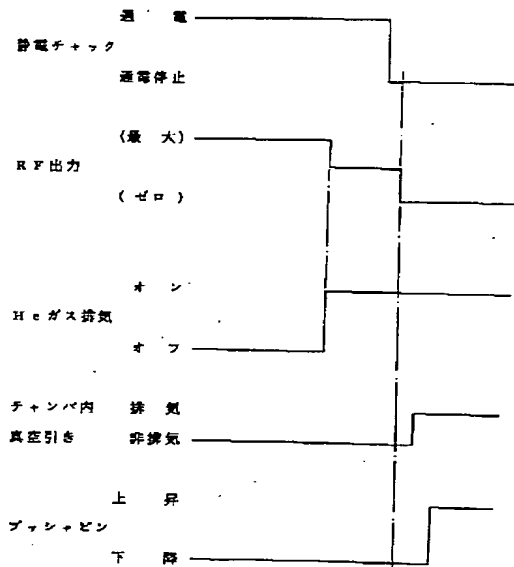 通電
静電チャック
通電停止
(最大)
RF出力
(ゼロ)
オン
Heガス排気
オフ
チャンバ内 排気
真空引き 非排気
上昇
プッシャピン
下降